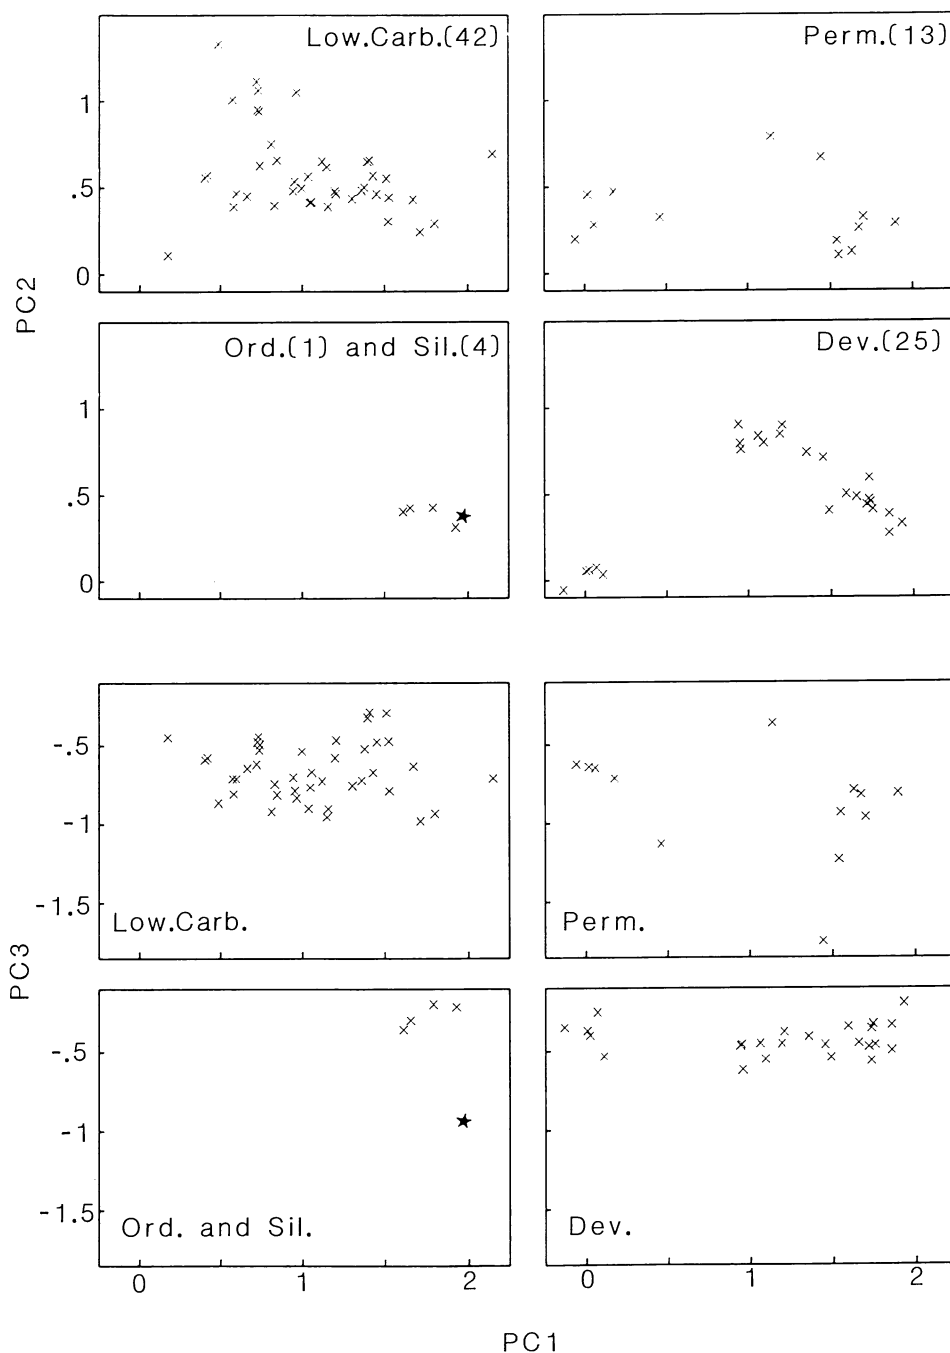 Low.Carb.(42)
Perm.(13)
1
.5
0
PC2
Ord.(1) and Sil.(4)
Dev.(25)
1
.5
0
-.5
-1
-1.5
Low.Carb.
Perm.
PC3
-.5
-1
-1.5
Ord. and Sil.
Dev.
0
1
2
0
1
2
PC1